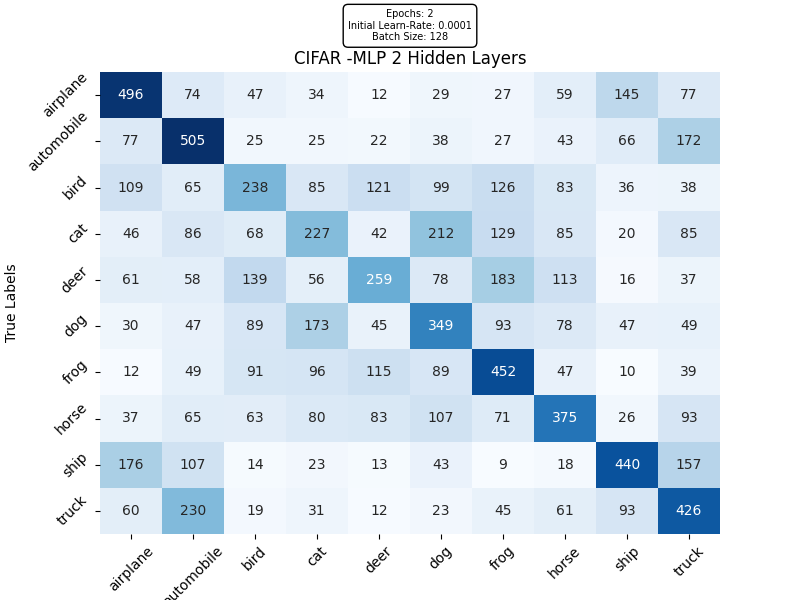 Epochs: 2
Initial Learn-Rate: 0.0001
Batch Size: 128
CIFAR -MLP 2 Hidden Layers
True Labels
airplane 496 74 47 34 12 29 27 59 145 77
automobile 77 505 25 25 22 38 27 43 66 172
bird 109 65 238 85 121 99 126 83 36 38
cat 46 86 68 227 42 212 129 85 20 85
deer 61 58 139 56 259 78 183 113 16 37
dog 30 47 89 173 45 349 93 78 47 49
frog 12 49 91 96 115 89 452 47 10 39
horse 37 65 63 80 83 107 71 375 26 93
ship 176 107 14 23 13 43 9 18 440 157
truck 60 230 19 31 12 23 45 61 93 426
airplane automobile bird cat deer dog frog horse ship truck